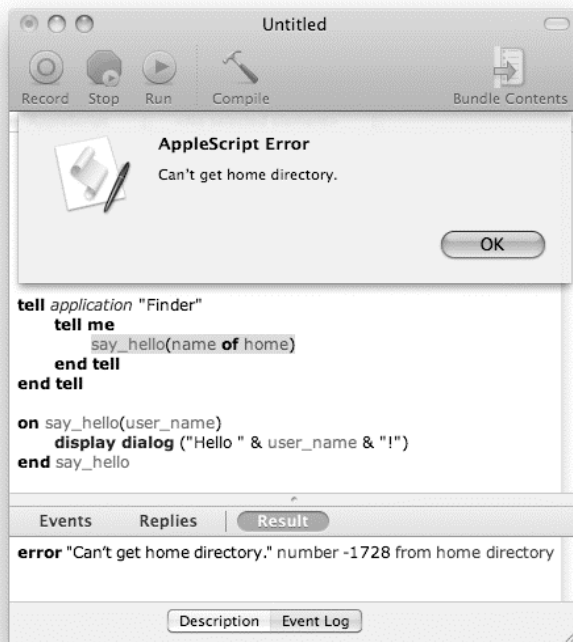 Untitled
Record Stop Run Compile Bundle Contents
AppleScript Error
Can't get home directory.
OK
tell application "Finder"
tell me
say_hello(name of home)
end tell
end tell
on say_hello(user_name)
display dialog ("Hello " & user_name & "!")
end say_hello
Events Replies Result
error "Can't get home directory." number -1728 from home directory
Description Event Log